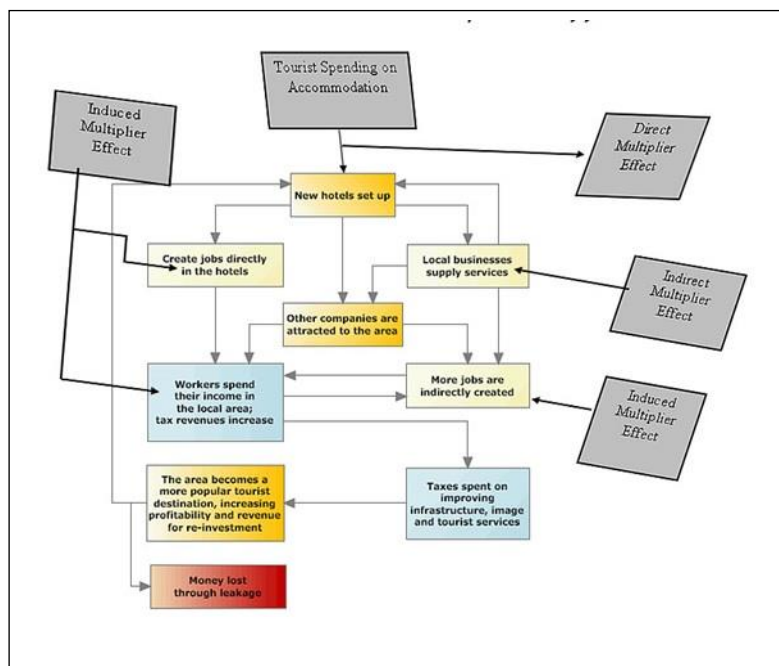 Tourist Spending on
Accommodation
Induced
Multiplier
Effect
Direct
Multiplier
Effect
New hotels set up
Create jobs directly
in the hotels
Local businesses
supply services
Indirect
Multiplier
Effect
Other companies are
attracted to the area
Workers spend
their income in
the local area;
tax revenues increase
More jobs are
indirectly created
Induced
Multiplier
Effect
The area becomes a
more popular tourist
destination, increasing
profitability and revenue
for re-investment
Taxes spent on
improving
infrastructure, image
and tourist services
Money lost
through leakage